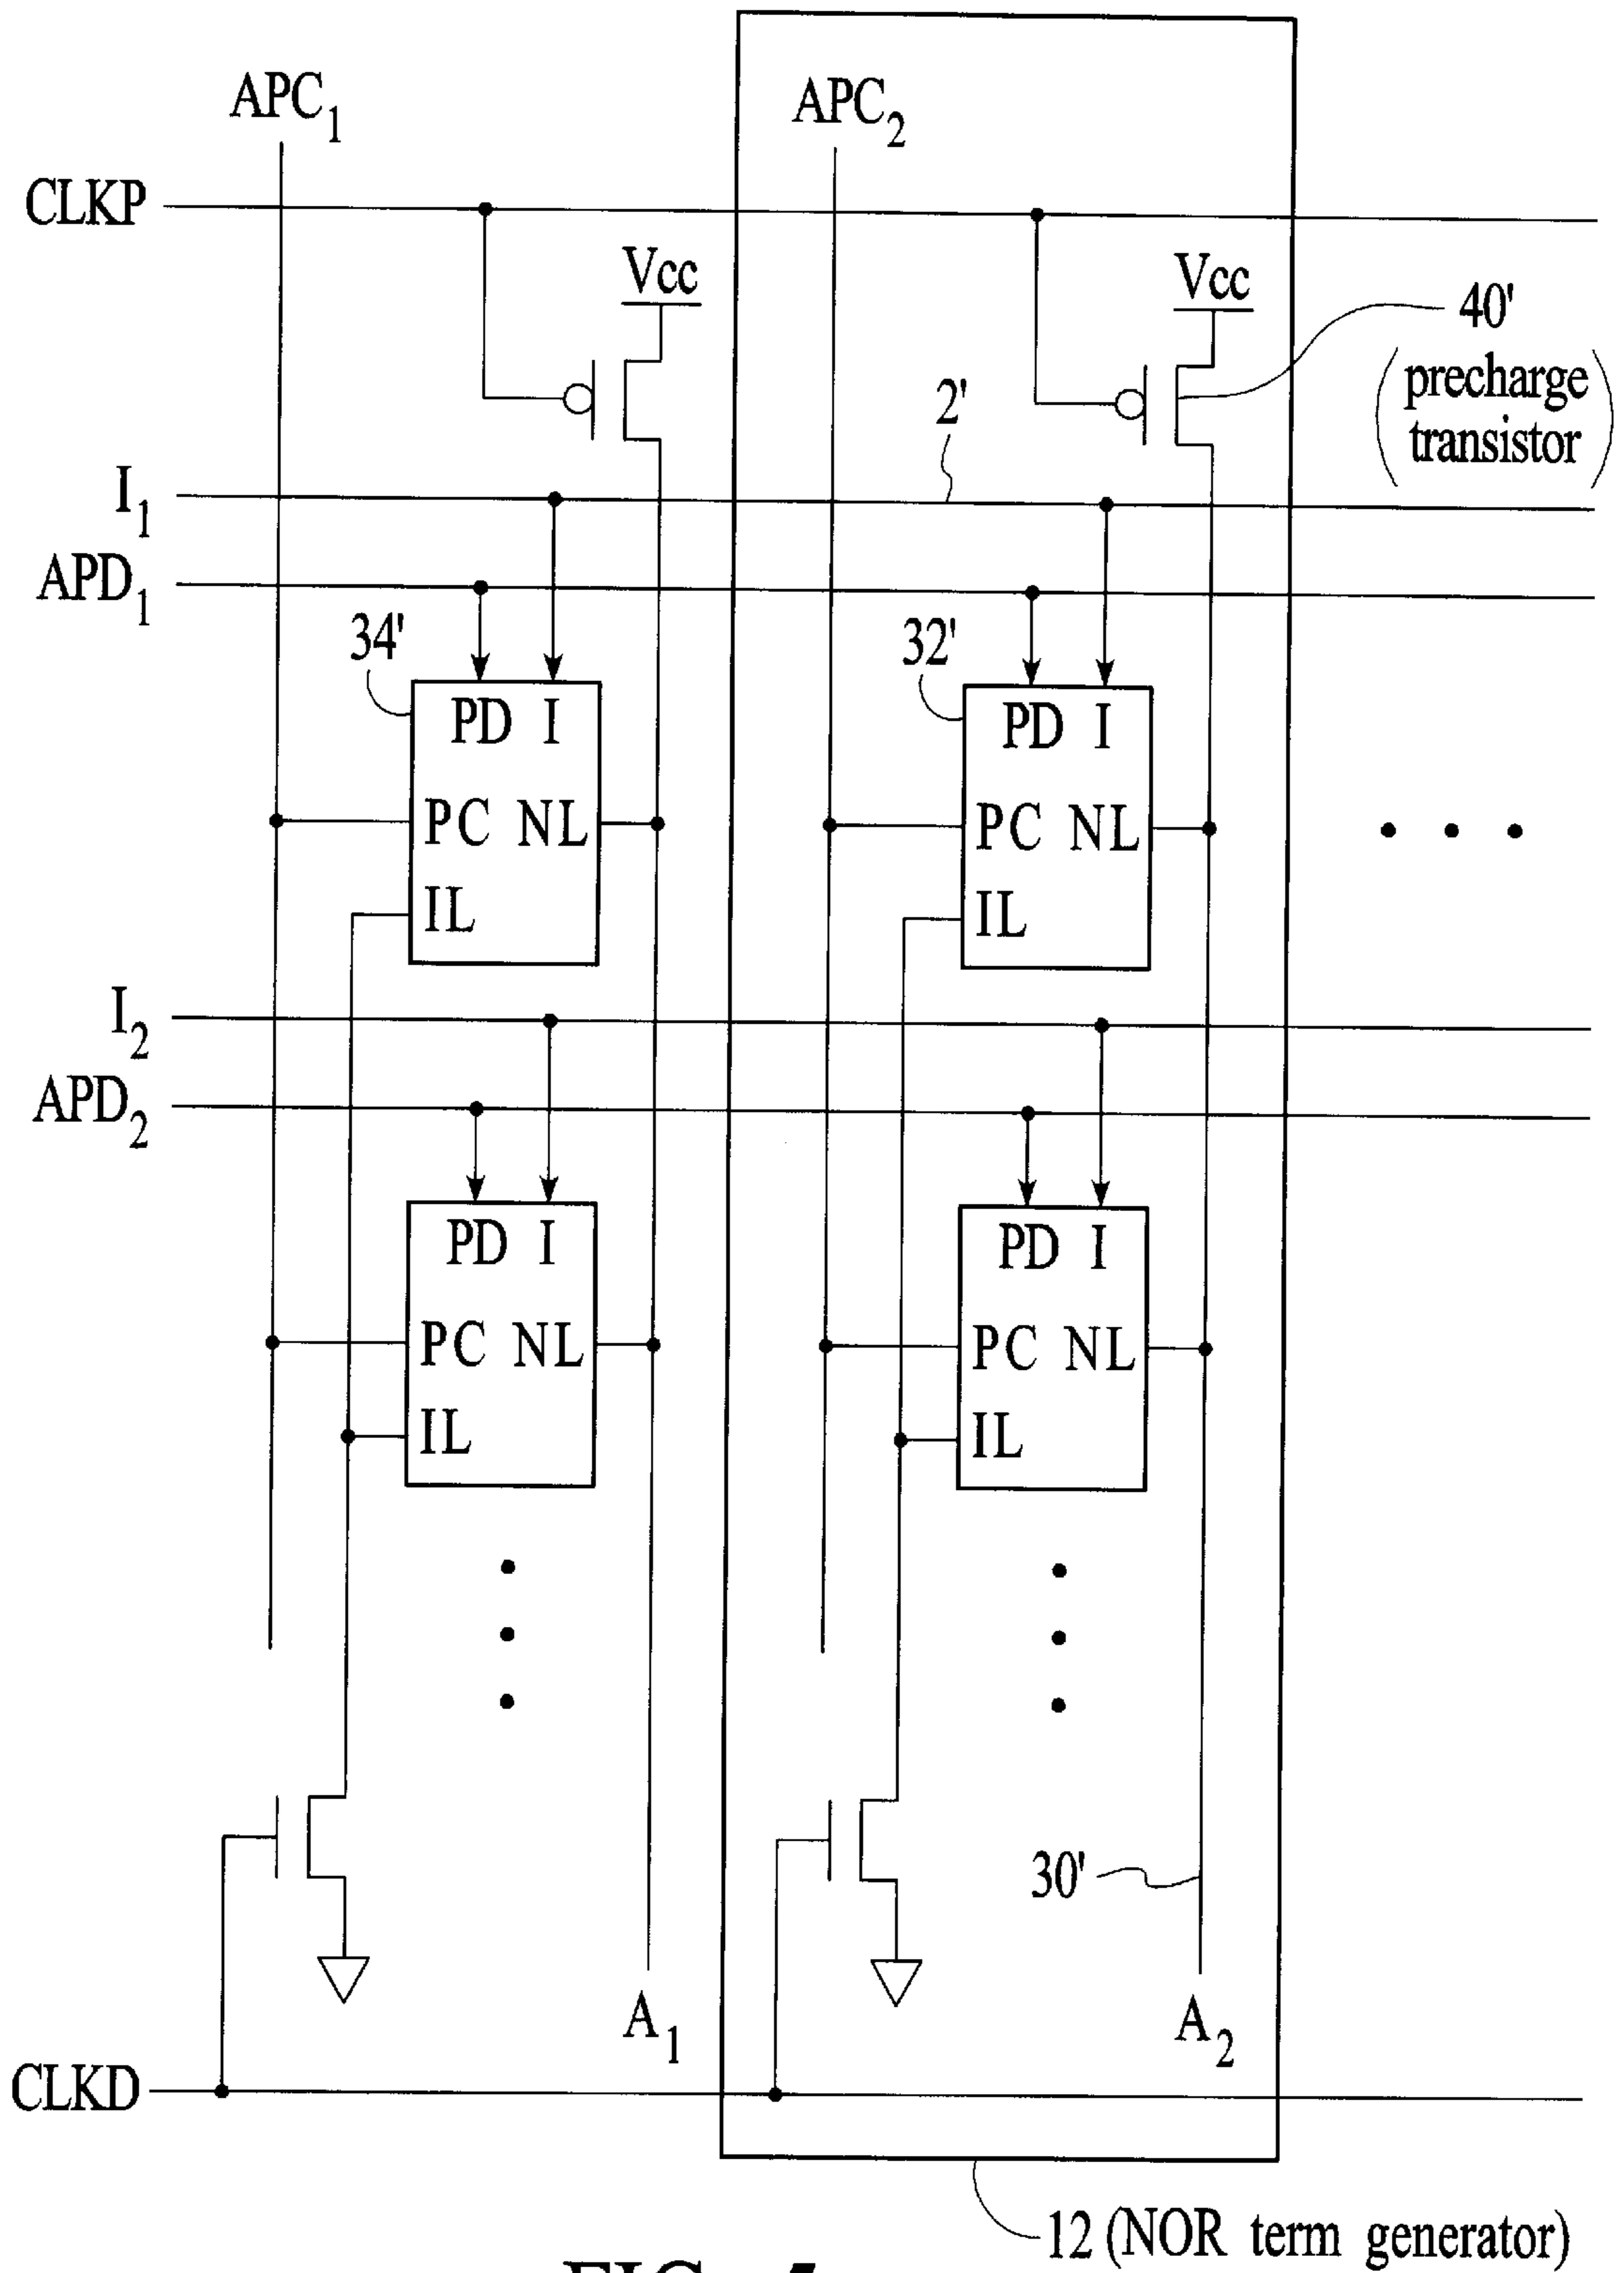 APC1
APC2
CLKP
Vcc
Vcc
40'
(precharge
transistor)
2'
I1
APD1
34'
32'
PD I
PD I
PC NL
PC NL
IL
IL
I2
APD2
PD I
PD I
PC NL
PC NL
IL
IL
30'
A1
A2
CLKD
12 (NOR term generator)